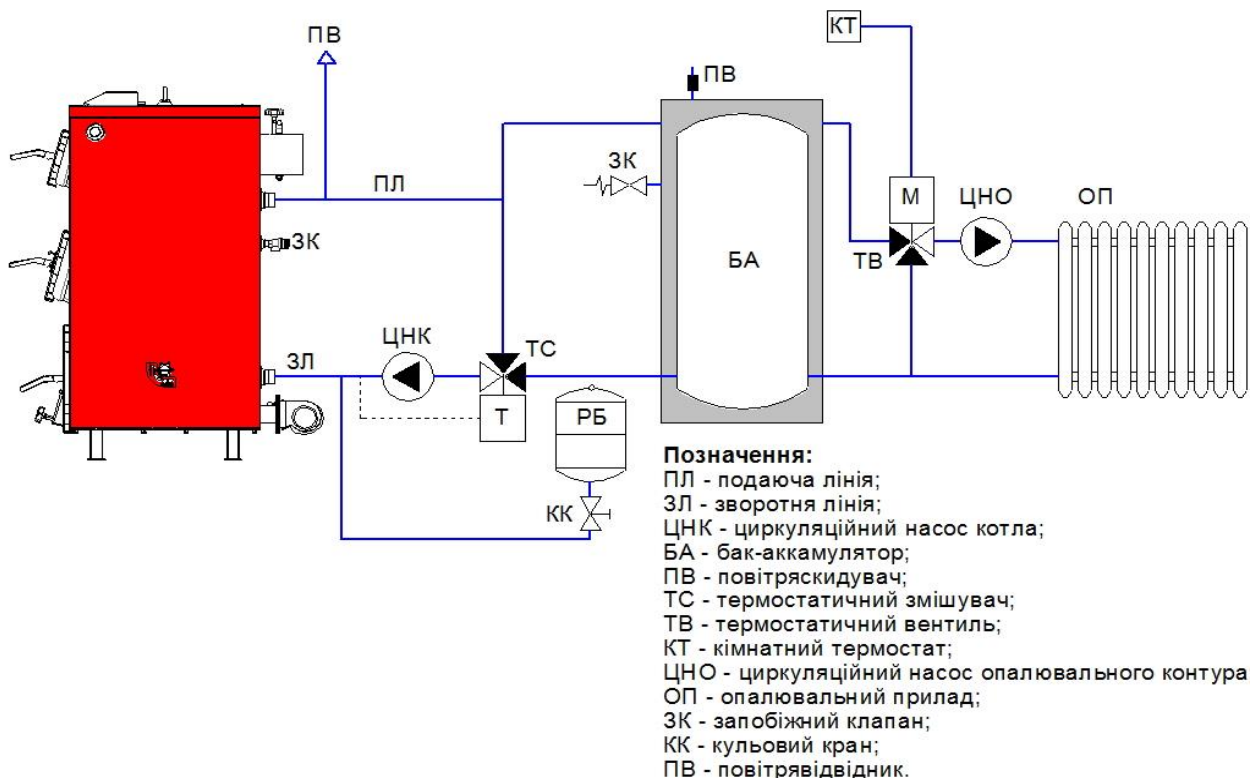 ПВ
КТ
ПВ
ЗК
ПЛ
М
ЦНО
ОП
ЗК
ТВ
БА
ЦНК
ТС
ЗЛ
Т
РБ
КК
Позначення:
ПЛ - подаюча лінія;
ЗЛ - зворотня лінія;
ЦНК - циркуляційний насос котла;
БА - бак-аккамулятор;
ПВ - повітряскидувач;
ТС - термостатичний змішувач;
ТВ - термостатичний вентиль;
КТ - кімнатний термостат;
ЦНО - циркуляційний насос опалювального контура
ОП - опалювальний прилад;
ЗК - запобіжний клапан;
КК - кульовий кран;
ПВ - повітрявідвідник.